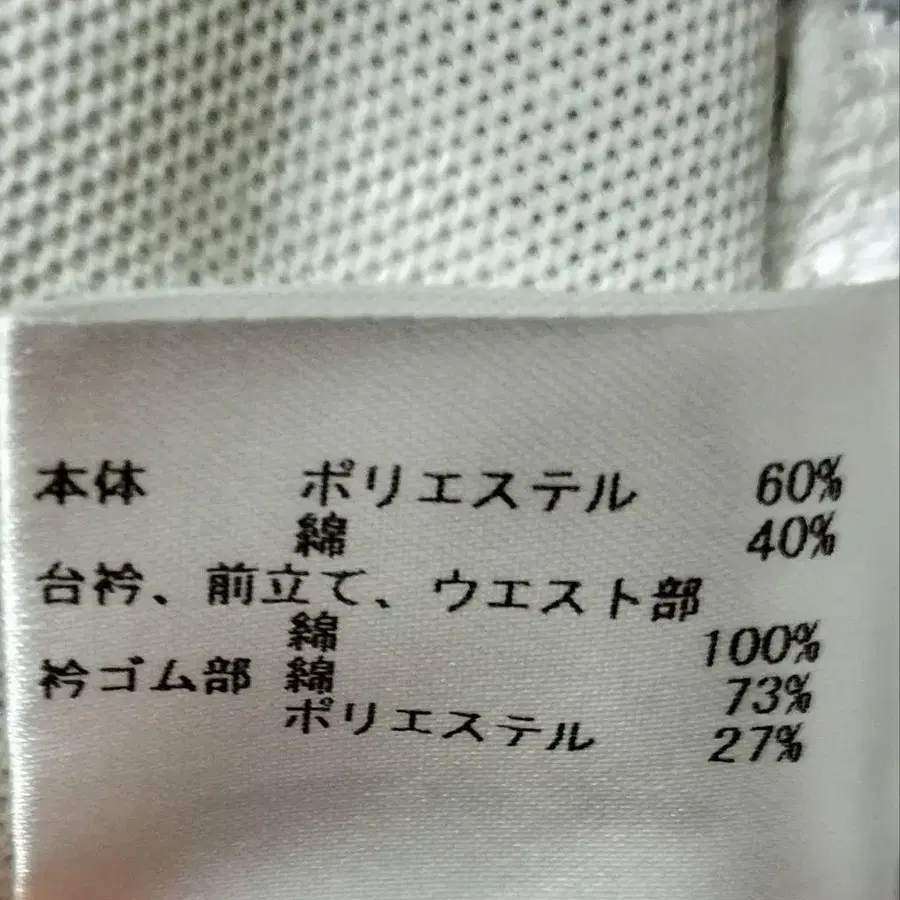 本体 ポリエステル 60%
綿 40%
台衿、前立て、ウエスト部
綿 100%
衿ゴム部 綿 73%
ポリエステル 27%